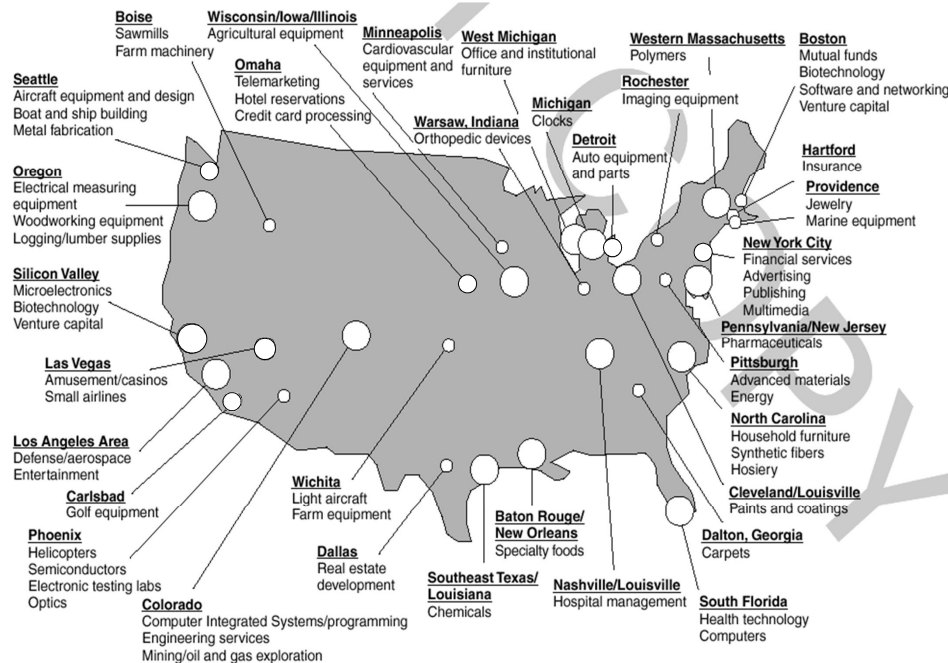 Boise
Sawmills
Farm machinery
Wisconsin/Iowa/Illinois
Agricultural equipment
Minneapolis
Cardiovascular
equipment and
services
West Michigan
Office and institutional
furniture
Western Massachusetts
Polymers
Boston
Mutual funds
Biotechnology
Software and networking
Venture capital
Omaha
Telemarketing
Hotel reservations
Credit card processing
Rochester
Imaging equipment
Seattle
Aircraft equipment and design
Boat and ship building
Metal fabrication
Warsaw, Indiana
Orthopedic devices
Michigan
Clocks
Detroit
Auto equipment
and parts
Hartford
Insurance
Oregon
Electrical measuring
equipment
Woodworking equipment
Logging/lumber supplies
Providence
Jewelry
Marine equipment
New York City
Financial services
Advertising
Publishing
Multimedia
Silicon Valley
Microelectronics
Biotechnology
Venture capital
Pennsylvania/New Jersey
Pharmaceuticals
Las Vegas
Amusement/casinos
Small airlines
Pittsburgh
Advanced materials
Energy
North Carolina
Household furniture
Synthetic fibers
Hosiery
Los Angeles Area
Defense/aerospace
Entertainment
Carlsbad
Golf equipment
Wichita
Light aircraft
Farm equipment
Cleveland/Louisville
Paints and coatings
Phoenix
Helicopters
Semiconductors
Electronic testing labs
Optics
Dallas
Real estate
development
Baton Rouge/
New Orleans
Specialty foods
Dalton, Georgia
Carpets
Southeast Texas/
Louisiana
Chemicals
Nashville/Louisville
Hospital management
South Florida
Health technology
Computers
Colorado
Computer Integrated Systems/programming
Engineering services
Mining/oil and gas exploration
COPY